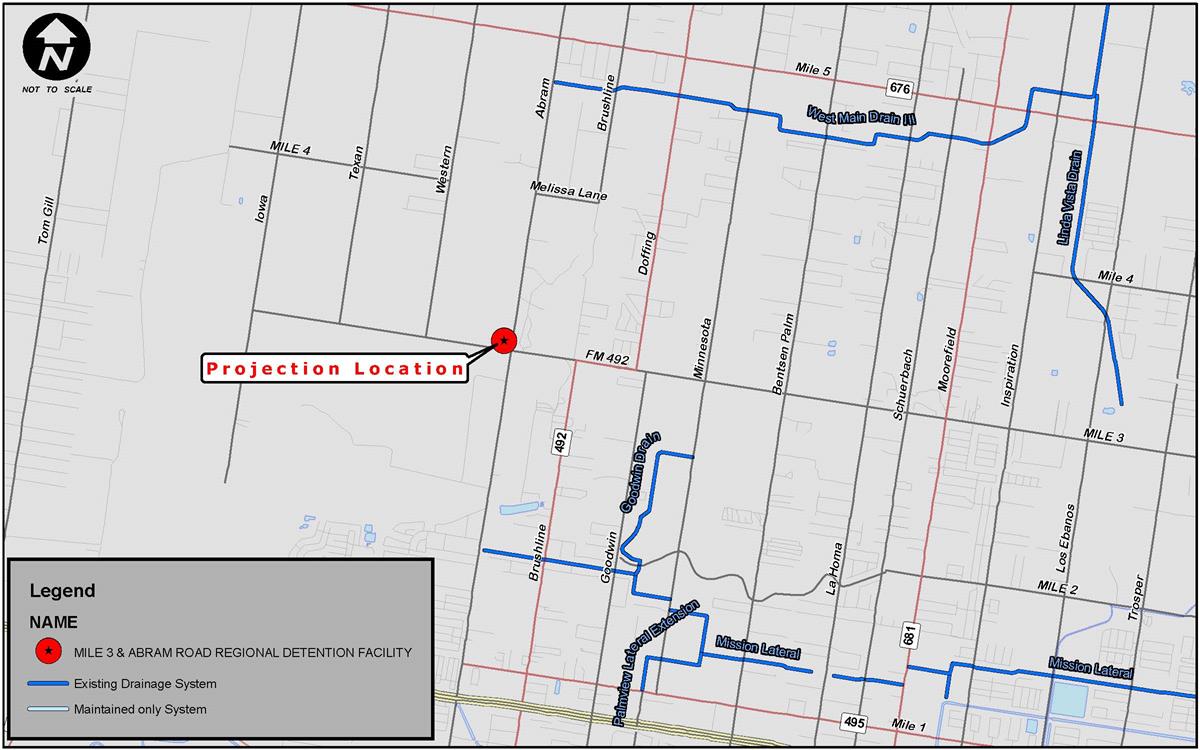 N
NOT TO SCALE
Mile 5
676
Abram
Brushline
West Main Drain III
MILE 4
Texan
Western
Melissa Lane
Linda Vista Drain
Tom Gill
Iowa
Doffing
Mile 4
Projection Location
FM 492
Minnesota
Bentsen Palm
Schuerbach
Moorefield
Inspiration
MILE 3
492
Goodwin Drain
Brushline
Goodwin
La Homa
Los Ebanos
MILE 2
Trosper
Palmview Lateral Extension
Mission Lateral
681
Mission Lateral
495
Mile 1
Legend
NAME
MILE 3 & ABRAM ROAD REGIONAL DETENTION FACILITY
Existing Drainage System
Maintained only System